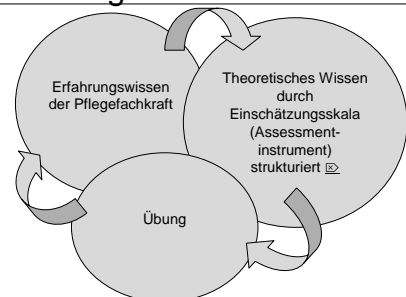 Erfahrungswissen
der Pflegefachkraft
Theoretisches Wissen
durch
Einschätzungsskala
(Assessment-
instrument)
strukturiert ⌦
Übung